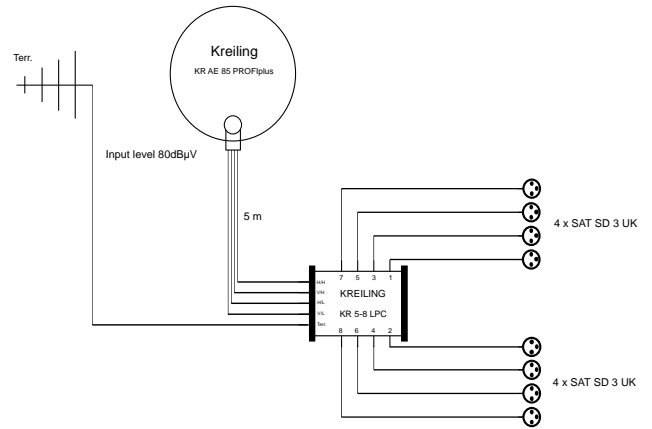 Terr.
Kreiling
KR AE 85 PROFIplus
Input level 80dBµV
5 m
4 x SAT SD 3 UK
7 5 3 1
H/H
V/H
H/L
V/L
Terr.
KREILING
KR 5-8 LPC
8 6 4 2
4 x SAT SD 3 UK